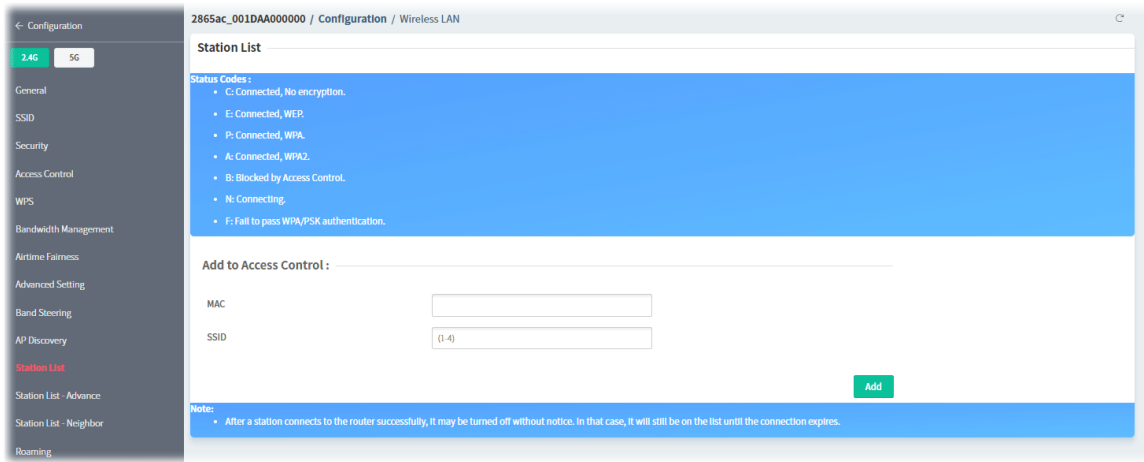 ← Configuration
2.4G
5G
General
SSID
Security
Access Control
WPS
Bandwidth Management
Airtime Fairness
Advanced Setting
Band Steering
AP Discovery
Station List
Station List - Advance
Station List - Neighbor
Roaming
2865ac_001DAA000000 / Configuration / Wireless LAN
Station List
Status Codes :
• C: Connected, No encryption.
• E: Connected, WEP.
• P: Connected, WPA.
• A: Connected, WPA2.
• B: Blocked by Access Control.
• N: Connecting.
• F: Fail to pass WPA/PSK authentication.
Add to Access Control :
MAC
SSID
(1-4)
Add
Note:
• After a station connects to the router successfully, it may be turned off without notice. In that case, it will still be on the list until the connection expires.